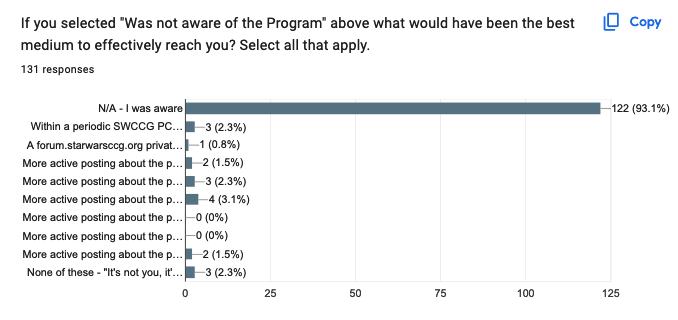 If you selected "Was not aware of the Program" above what would have been the best
medium to effectively reach you? Select all that apply.
Copy
131 responses
N/A - I was aware 122 (93.1%)
Within a periodic SWCCG PC... 3 (2.3%)
A forum.starwarsccg.org privat... 1 (0.8%)
More active posting about the p... 2 (1.5%)
More active posting about the p... 3 (2.3%)
More active posting about the p... 4 (3.1%)
More active posting about the p... 0 (0%)
More active posting about the p... 0 (0%)
More active posting about the p... 2 (1.5%)
None of these - "It's not you, it'... 3 (2.3%)
0 25 50 75 100 125